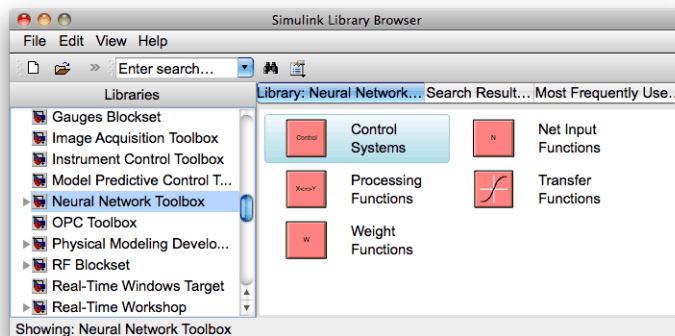 Simulink Library Browser
File Edit View Help
» Enter search...
Libraries
Library: Neural Network... Search Result... Most Frequently Use...
Gauges Blockset
Image Acquisition Toolbox
Instrument Control Toolbox
Model Predictive Control T...
Neural Network Toolbox
OPC Toolbox
Physical Modeling Develo...
RF Blockset
Real-Time Windows Target
Real-Time Workshop
Control
Control
Systems
N
Net Input
Functions
X<=>Y
Processing
Functions
Transfer
Functions
W
Weight
Functions
Showing: Neural Network Toolbox